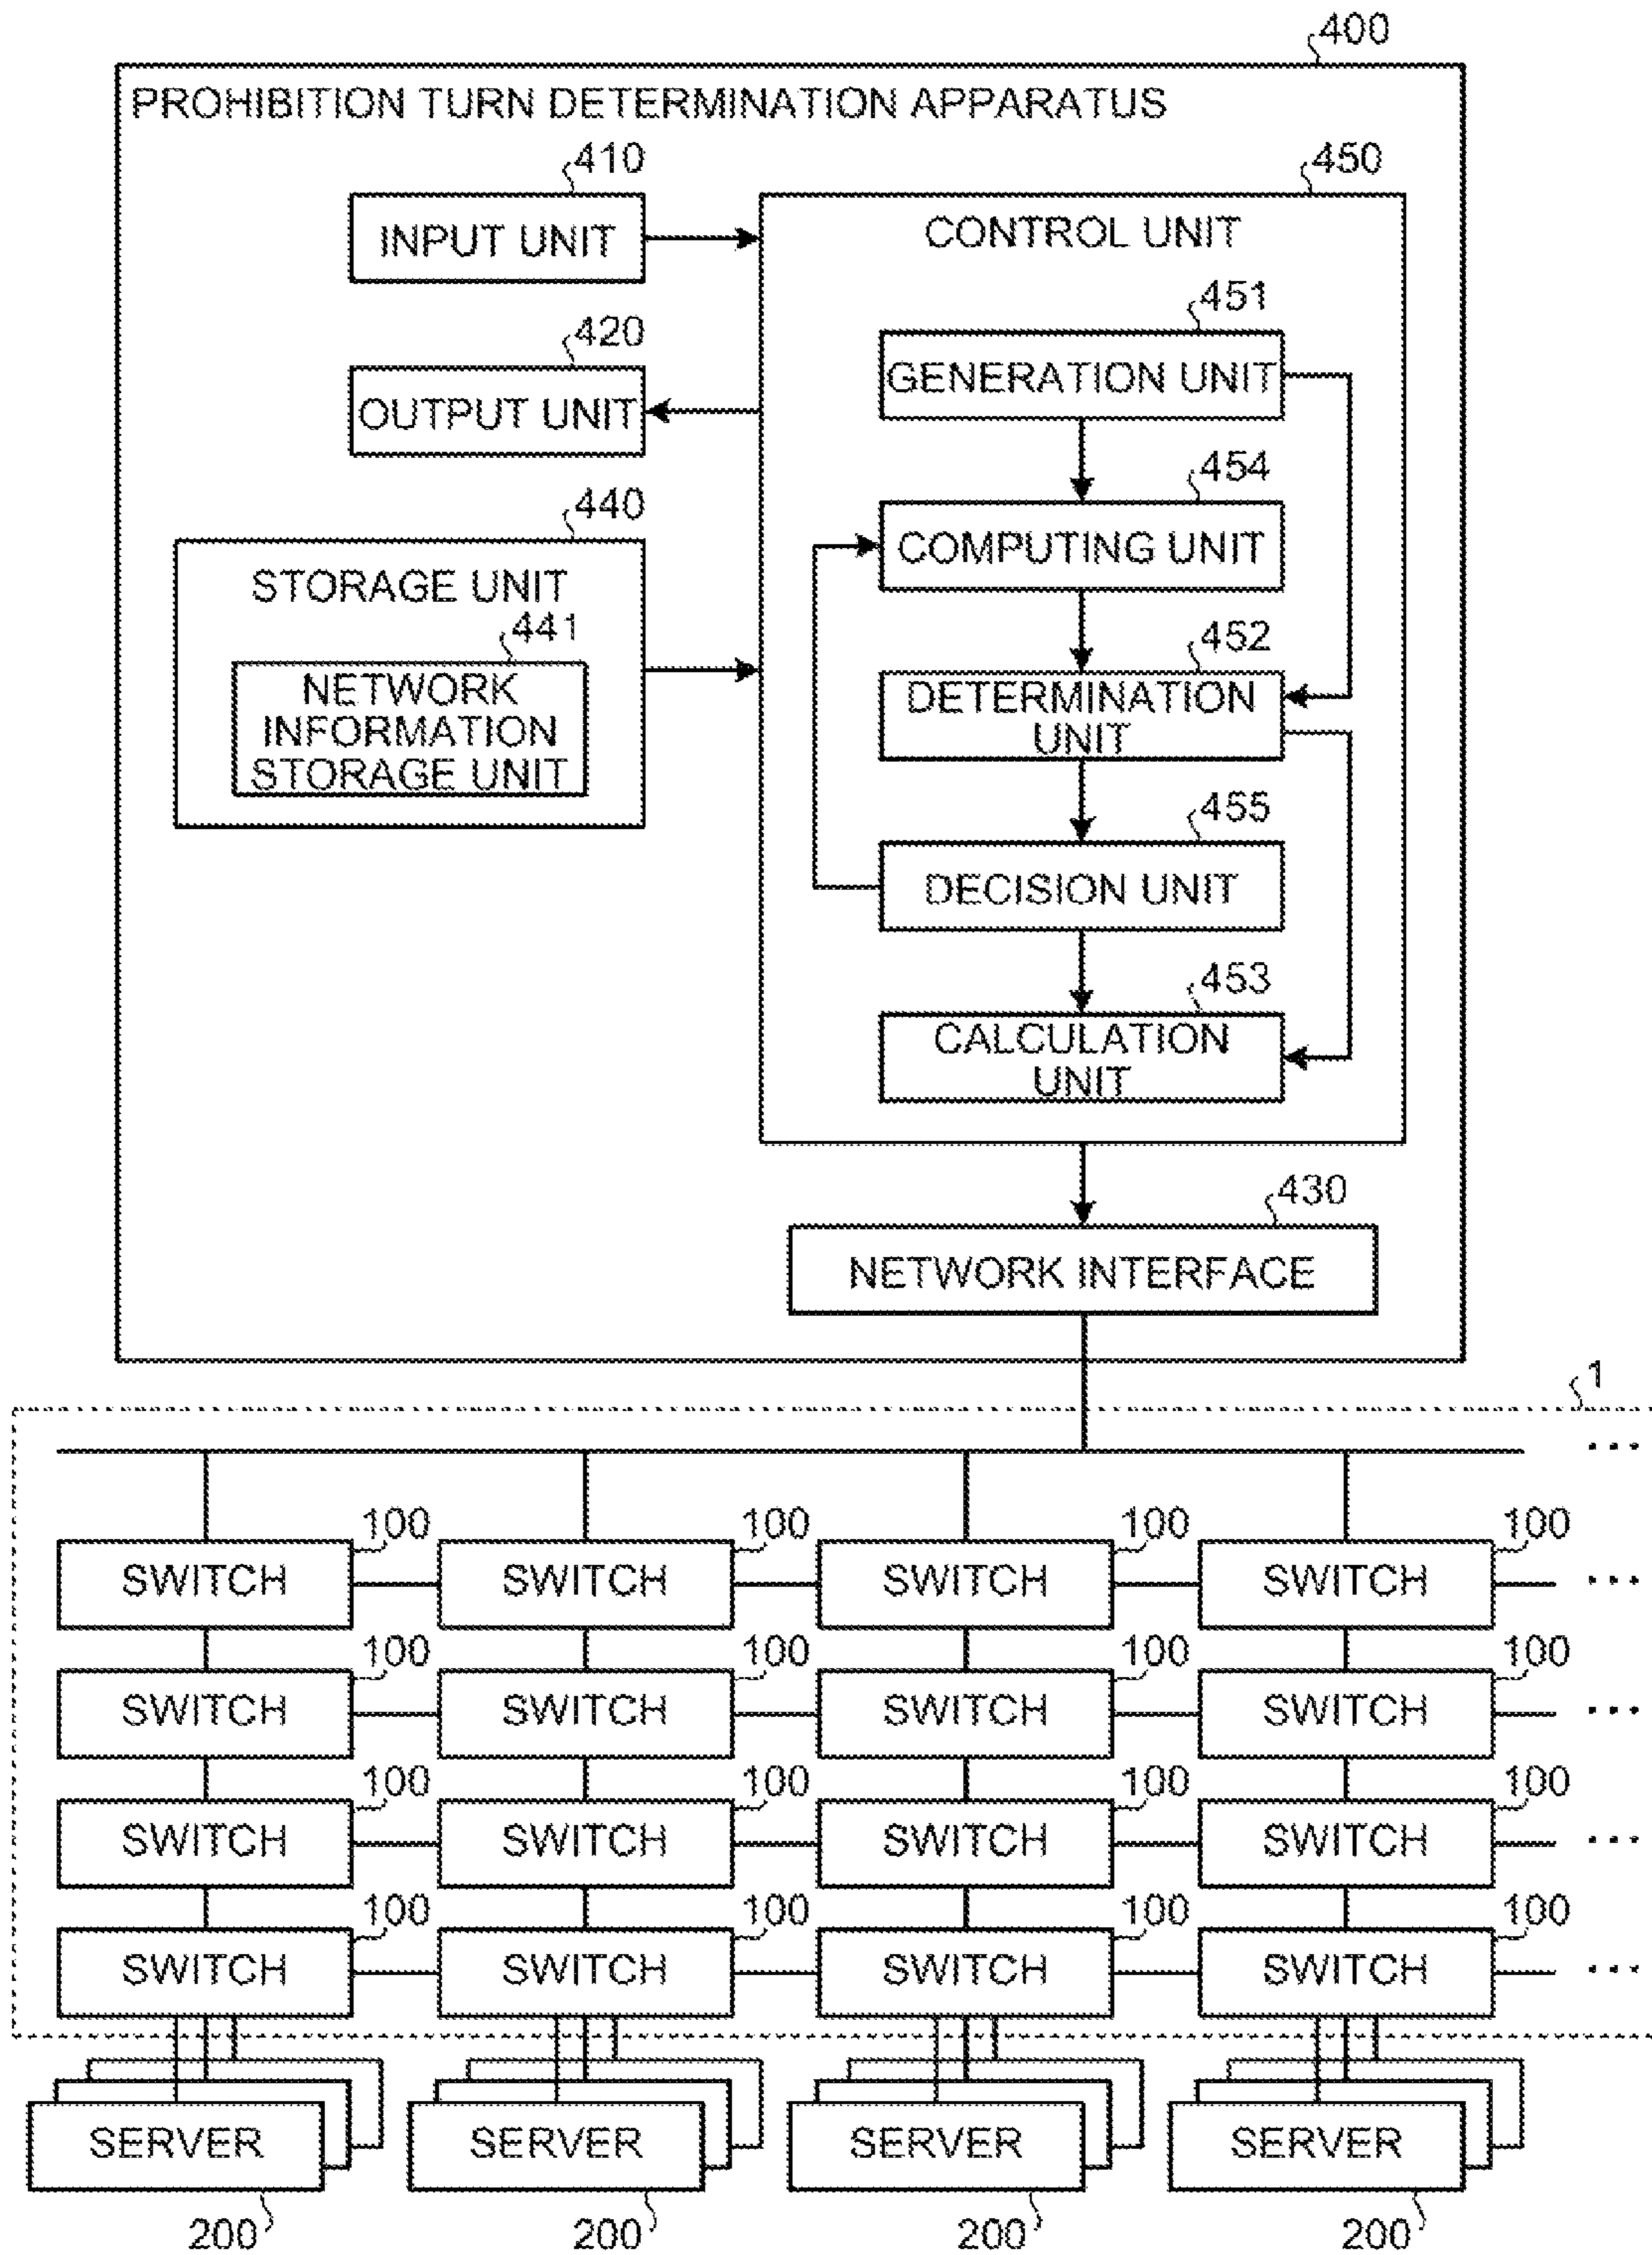 400
PROHIBITION TURN DETERMINATION APPARATUS
410
INPUT UNIT
420
OUTPUT UNIT
440
STORAGE UNIT
441
NETWORK
INFORMATION
STORAGE UNIT
450
CONTROL UNIT
451
GENERATION UNIT
454
COMPUTING UNIT
452
DETERMINATION
UNIT
455
DECISION UNIT
453
CALCULATION
UNIT
430
NETWORK INTERFACE
1
...
100 100 100 100
SWITCH SWITCH SWITCH SWITCH ...
100 100 100 100
SWITCH SWITCH SWITCH SWITCH ...
100 100 100 100
SWITCH SWITCH SWITCH SWITCH ...
100 100 100 100
SWITCH SWITCH SWITCH SWITCH ...
SERVER SERVER SERVER SERVER
200 200 200 200